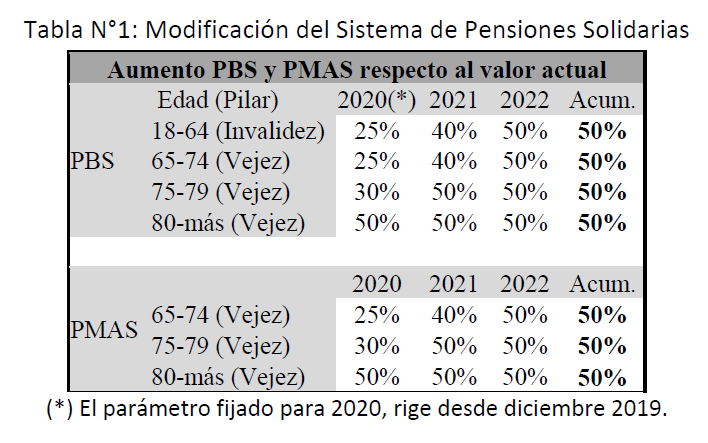 Tabla N°1: Modificación del Sistema de Pensiones Solidarias
Aumento PBS y PMAS respecto al valor actual
Edad (Pilar) 2020(*) 2021 2022 Acum.
18-64 (Invalidez) 25% 40% 50% 50%
PBS 65-74 (Vejez) 25% 40% 50% 50%
75-79 (Vejez) 30% 50% 50% 50%
80-más (Vejez) 50% 50% 50% 50%
2020 2021 2022 Acum.
65-74 (Vejez) 25% 40% 50% 50%
PMAS 75-79 (Vejez) 30% 50% 50% 50%
80-más (Vejez) 50% 50% 50% 50%
(*) El parámetro fijado para 2020, rige desde diciembre 2019.